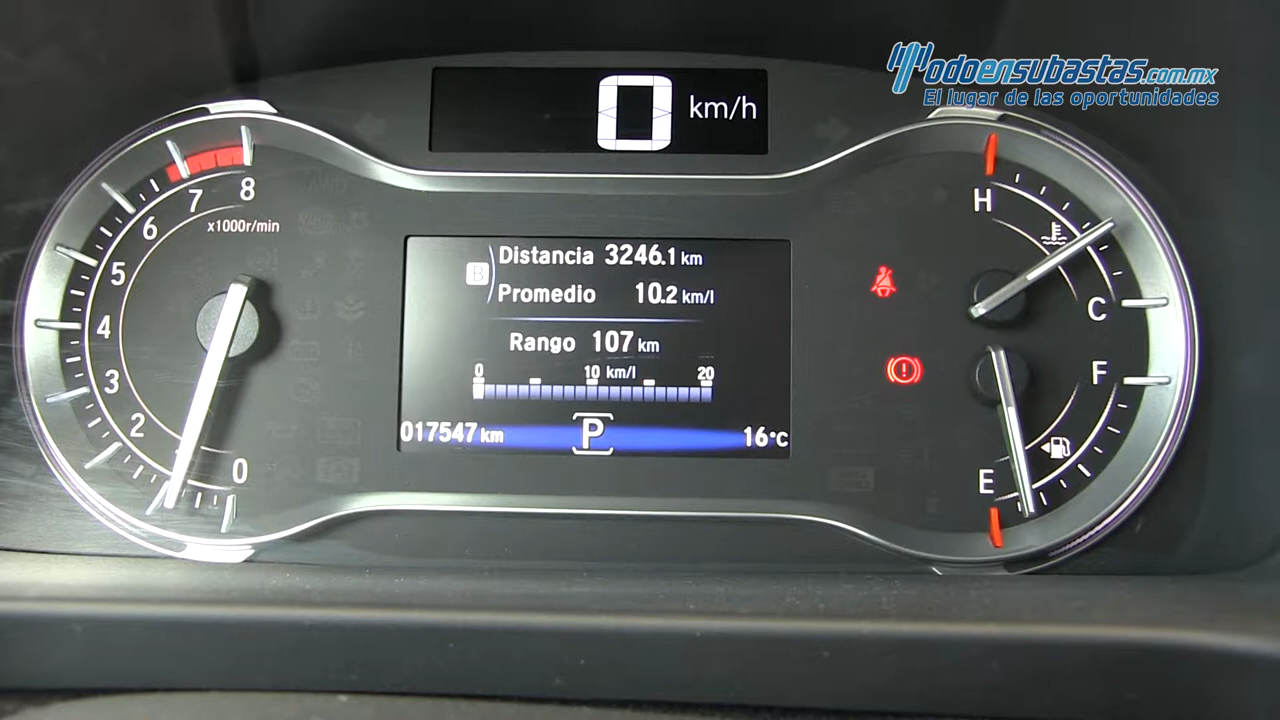 Todoensubastas.com.mx
El lugar de las oportunidades
0 km/h
8
7
6
5
4
3
2
1
0
x1000r/min
B
Distancia 3246.1 km
Promedio 10.2 km/l
Rango 107 km
0 10 km/l 20
017547 km P 16°C
H
C
F
E